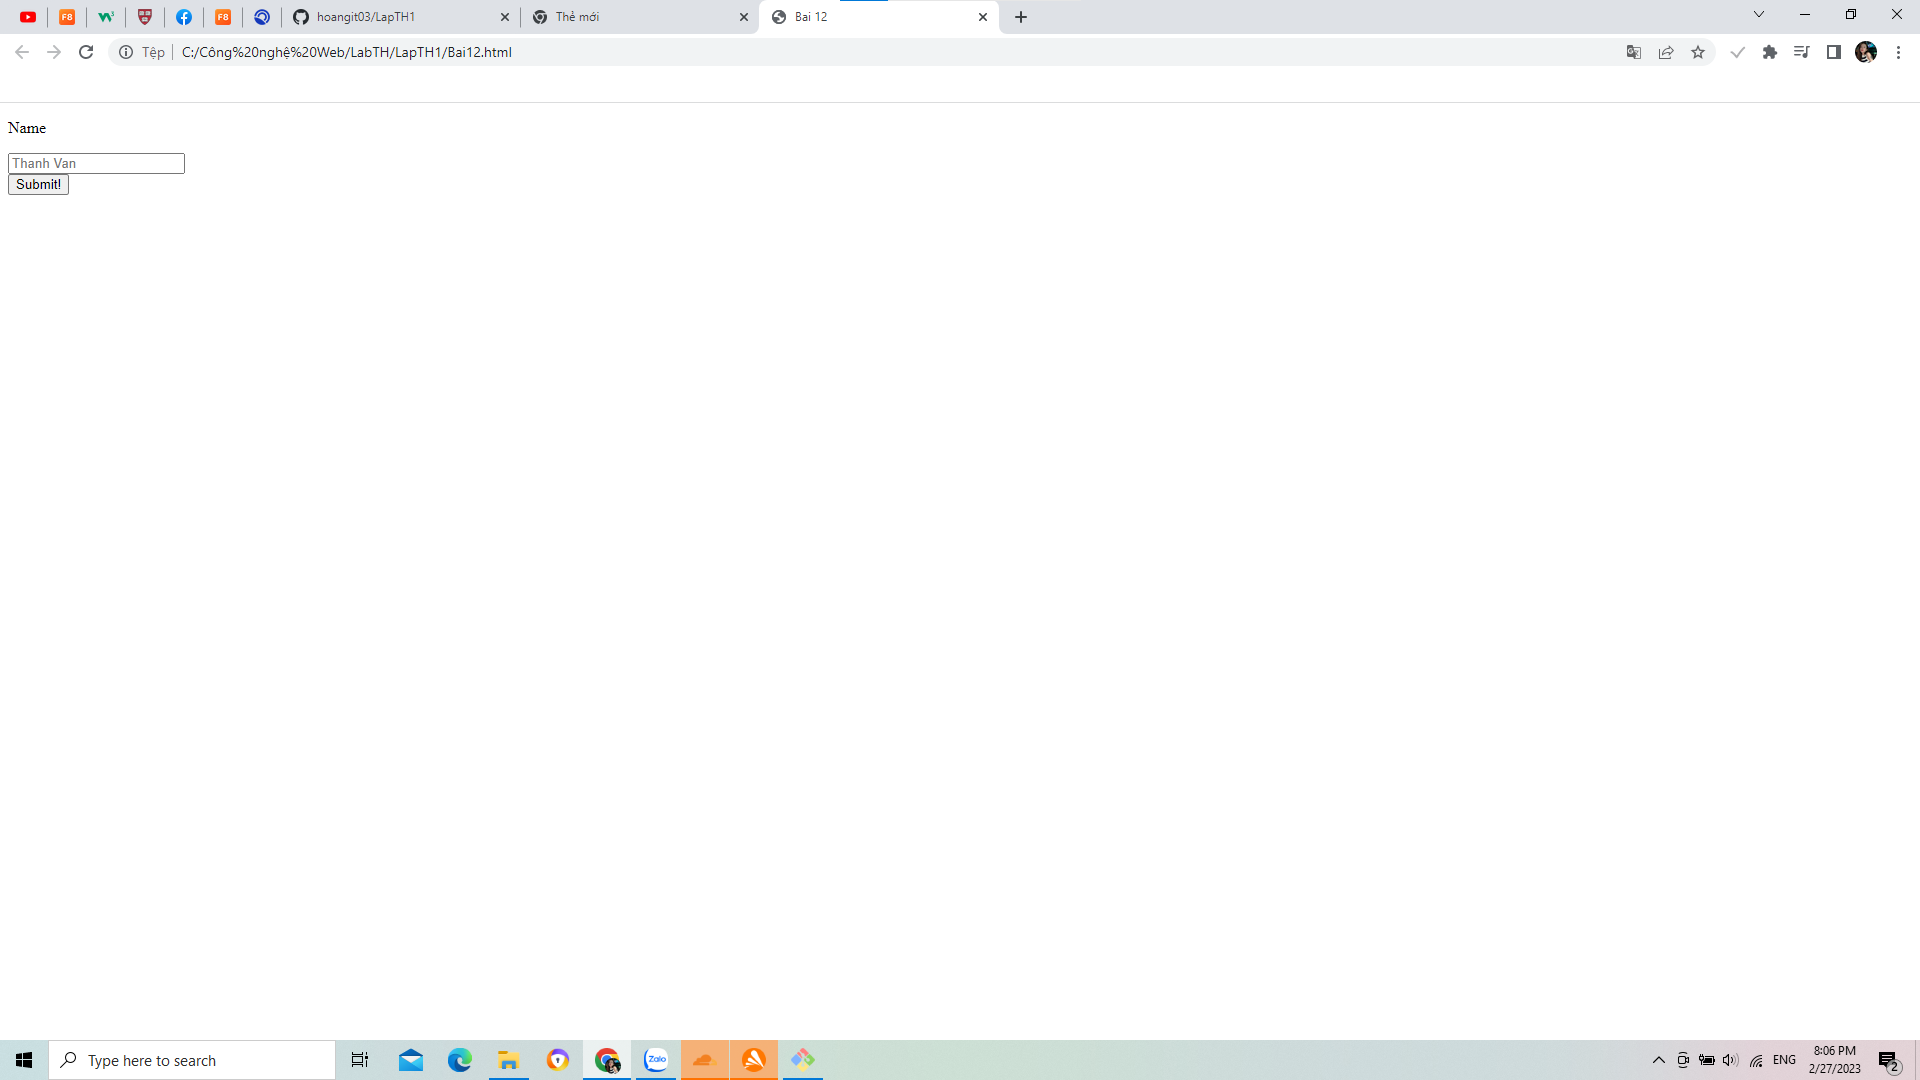 F8
F8
hoangit03/LapTH1
Thẻ mới
Bai 12
Tệp
C:/Công%20nghệ%20Web/LabTH/LapTH1/Bai12.html
Name
Thanh Van
Submit!
Type here to search
Zalo
ENG
8:06 PM
2/27/2023
2